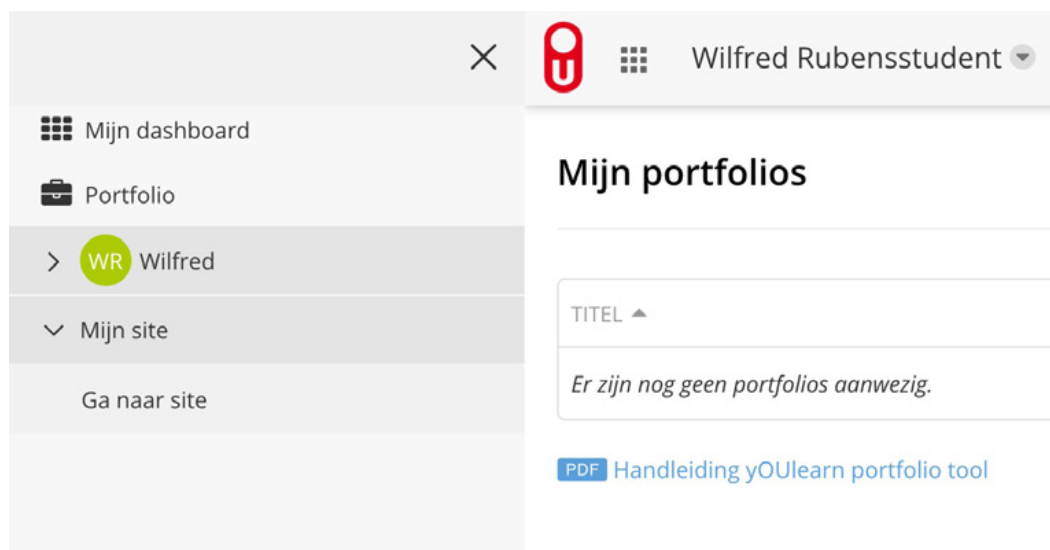 Mijn dashboard
Portfolio
WR Wilfred
Mijn site
Ga naar site
U
Wilfred Rubensstudent
Mijn portfolios
TITEL
Er zijn nog geen portfolios aanwezig.
PDF Handleiding yOUlearn portfolio tool